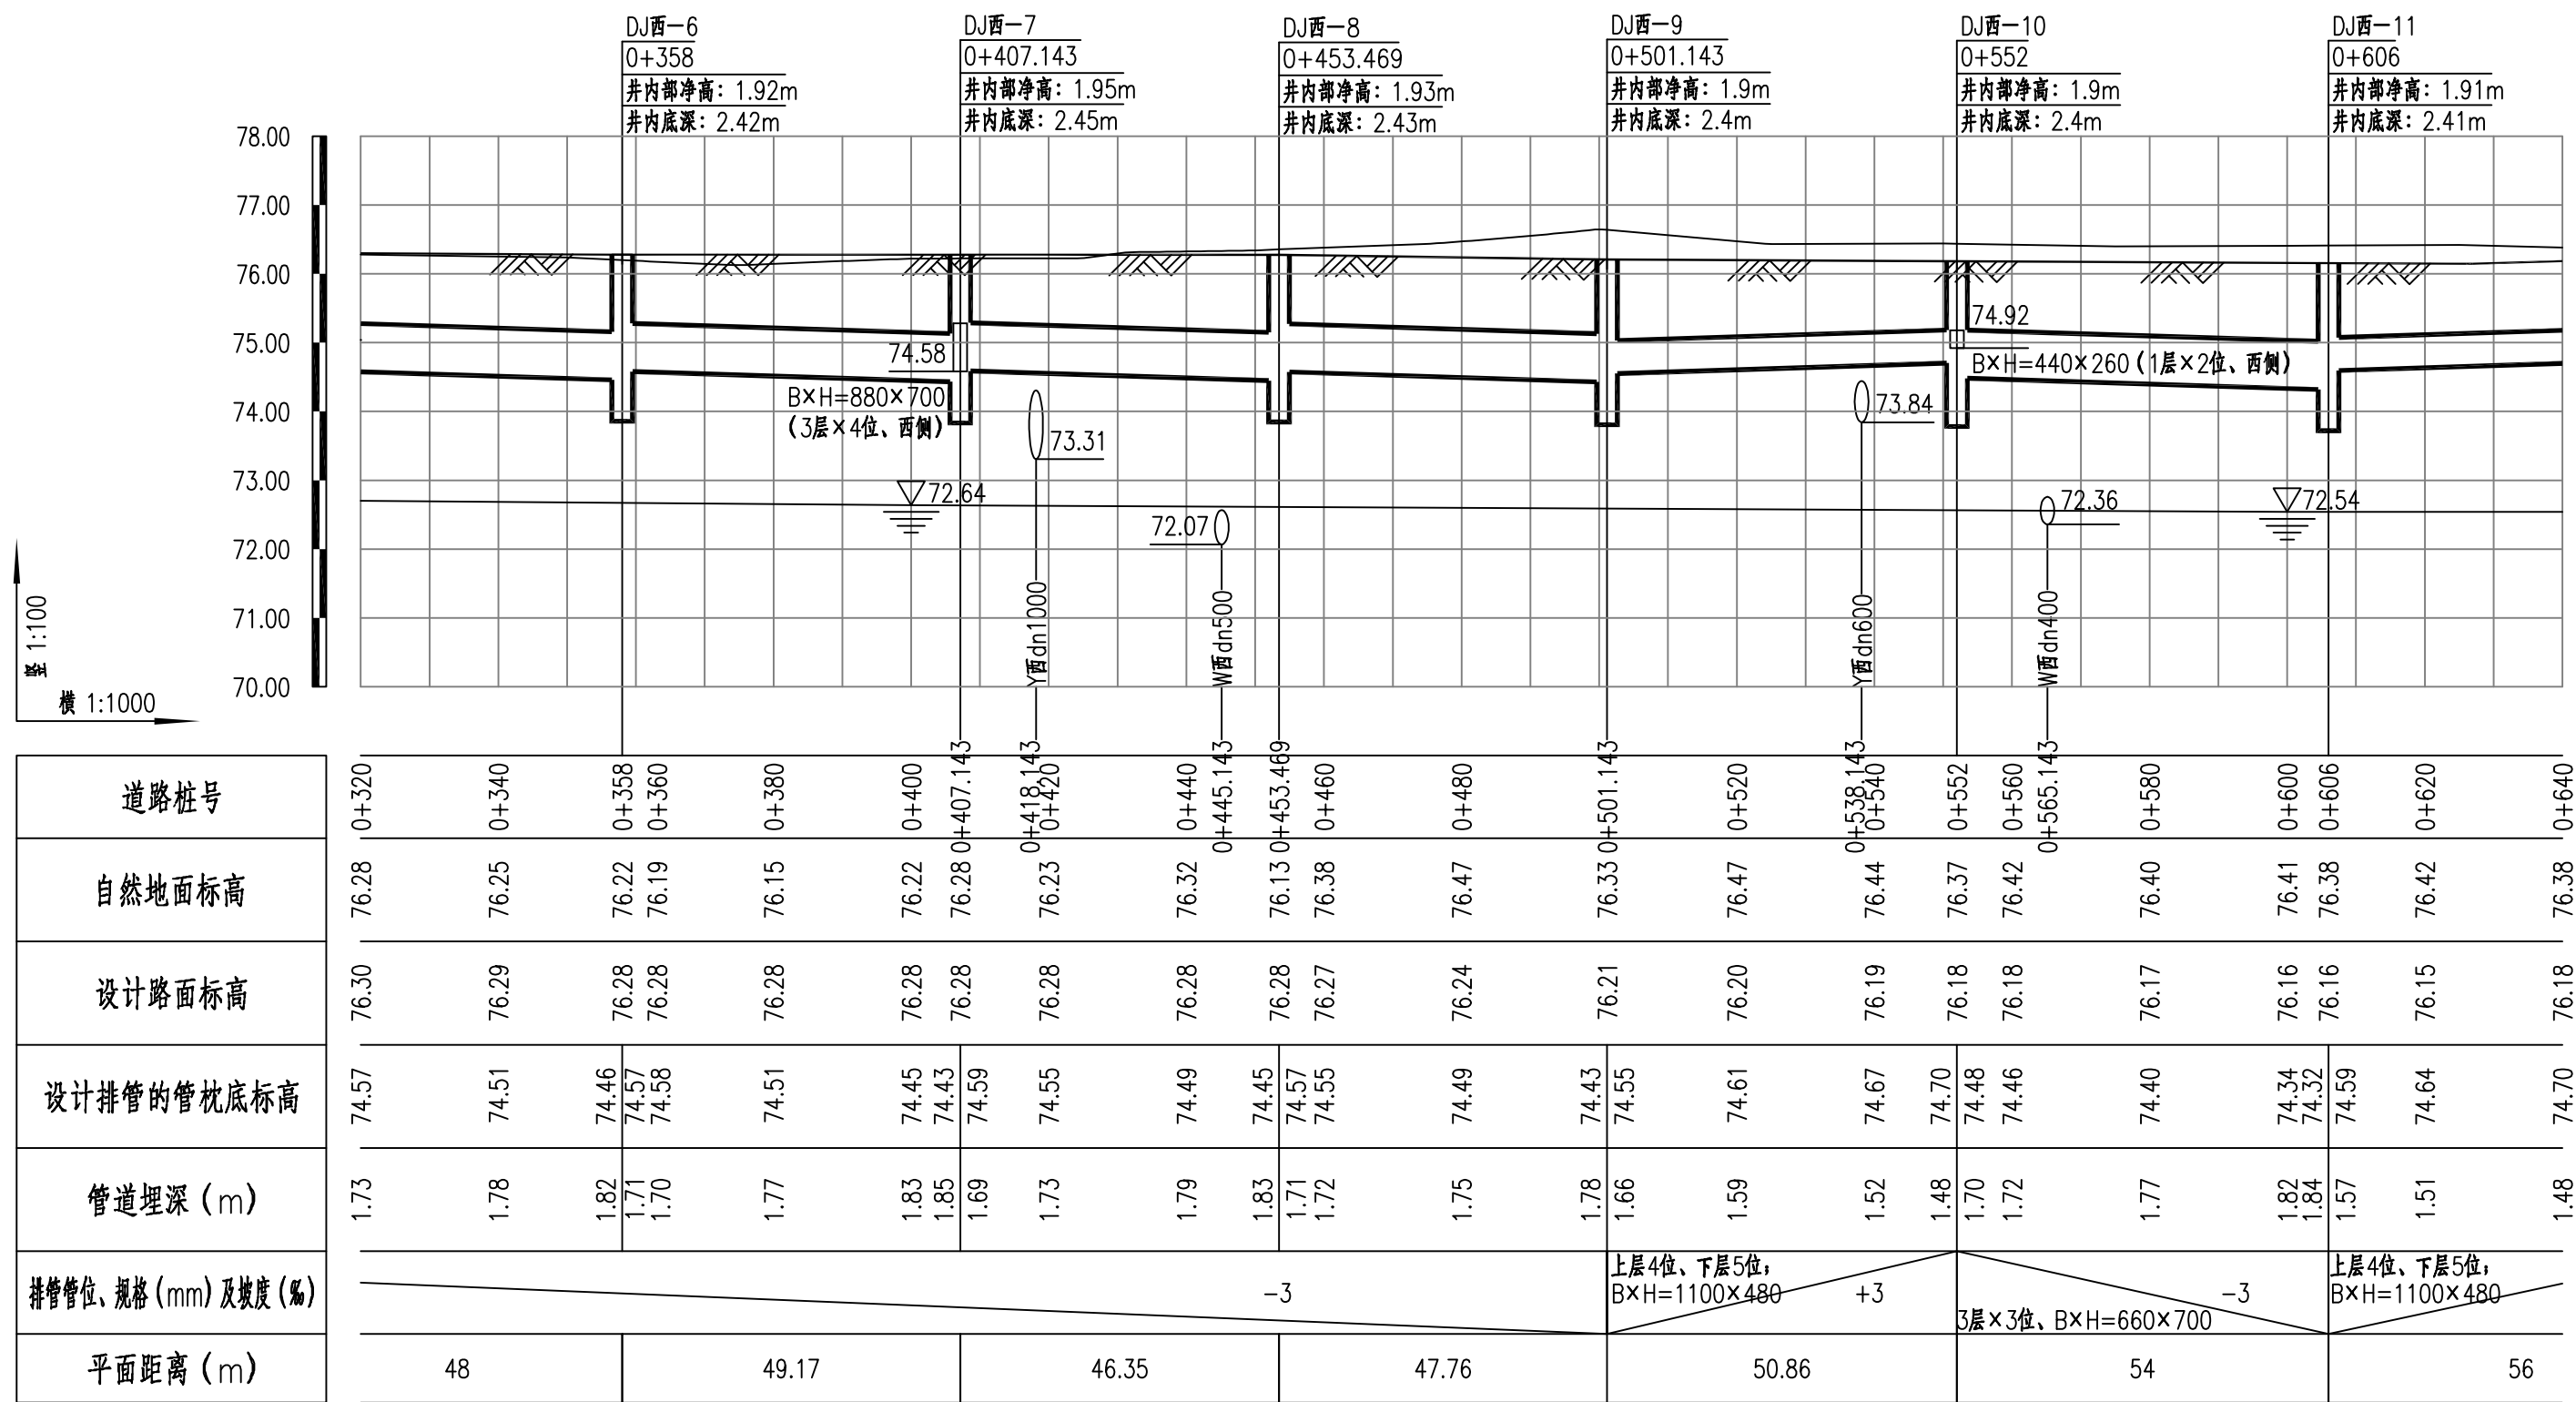 DJ西-6
0+358
井内部净高：1.92m
井内底深：2.42m
DJ西-7
0+407.143
井内部净高：1.95m
井内底深：2.45m
DJ西-8
0+453.469
井内部净高：1.93m
井内底深：2.43m
DJ西-9
0+501.143
井内部净高：1.9m
井内底深：2.4m
DJ西-10
0+552
井内部净高：1.9m
井内底深：2.4m
DJ西-11
0+606
井内部净高：1.91m
井内底深：2.41m
78.00
77.00
76.00
75.00
74.00
73.00
72.00
71.00
70.00
竖 1:100
横 1:1000
74.58
B×H=880×700
(3层×4位、西侧)
73.31
72.64
72.07
Y西dn1000
W西dn500
73.84
74.92
B×H=440×260(1层×2位、西侧)
72.36
72.54
Y西dn600
W西dn400
道路桩号
0+320 0+340 0+358 0+360 0+380 0+400 0+407.143 0+418.143 0+420 0+440 0+445.143 0+453.469 0+460 0+480 0+501.143 0+520 0+538.143 0+540 0+552 0+560 0+565.143 0+580 0+600 0+606 0+620 0+640
自然地面标高
76.28 76.25 76.22 76.19 76.15 76.22 76.28 76.23 76.32 76.13 76.38 76.47 76.33 76.47 76.44 76.37 76.42 76.40 76.41 76.38 76.42 76.38
设计路面标高
76.30 76.29 76.28 76.28 76.28 76.28 76.28 76.28 76.28 76.28 76.27 76.24 76.21 76.20 76.19 76.18 76.18 76.17 76.16 76.16 76.15 76.18
设计排管的管枕底标高
74.57 74.51 74.46 74.57 74.58 74.51 74.45 74.43 74.59 74.55 74.49 74.45 74.57 74.55 74.49 74.43 74.55 74.61 74.67 74.70 74.48 74.46 74.40 74.34 74.32 74.59 74.64 74.70
管道埋深(m)
1.73 1.78 1.82 1.71 1.70 1.77 1.83 1.85 1.69 1.73 1.79 1.83 1.71 1.72 1.75 1.78 1.66 1.59 1.52 1.48 1.70 1.72 1.77 1.82 1.84 1.57 1.51 1.48
排管管位、规格(mm)及坡度(‰)
-3
上层4位、下层5位；
B×H=1100×480
+3
3层×3位、B×H=660×700
-3
上层4位、下层5位；
B×H=1100×480
平面距离(m)
48 49.17 46.35 47.76 50.86 54 56